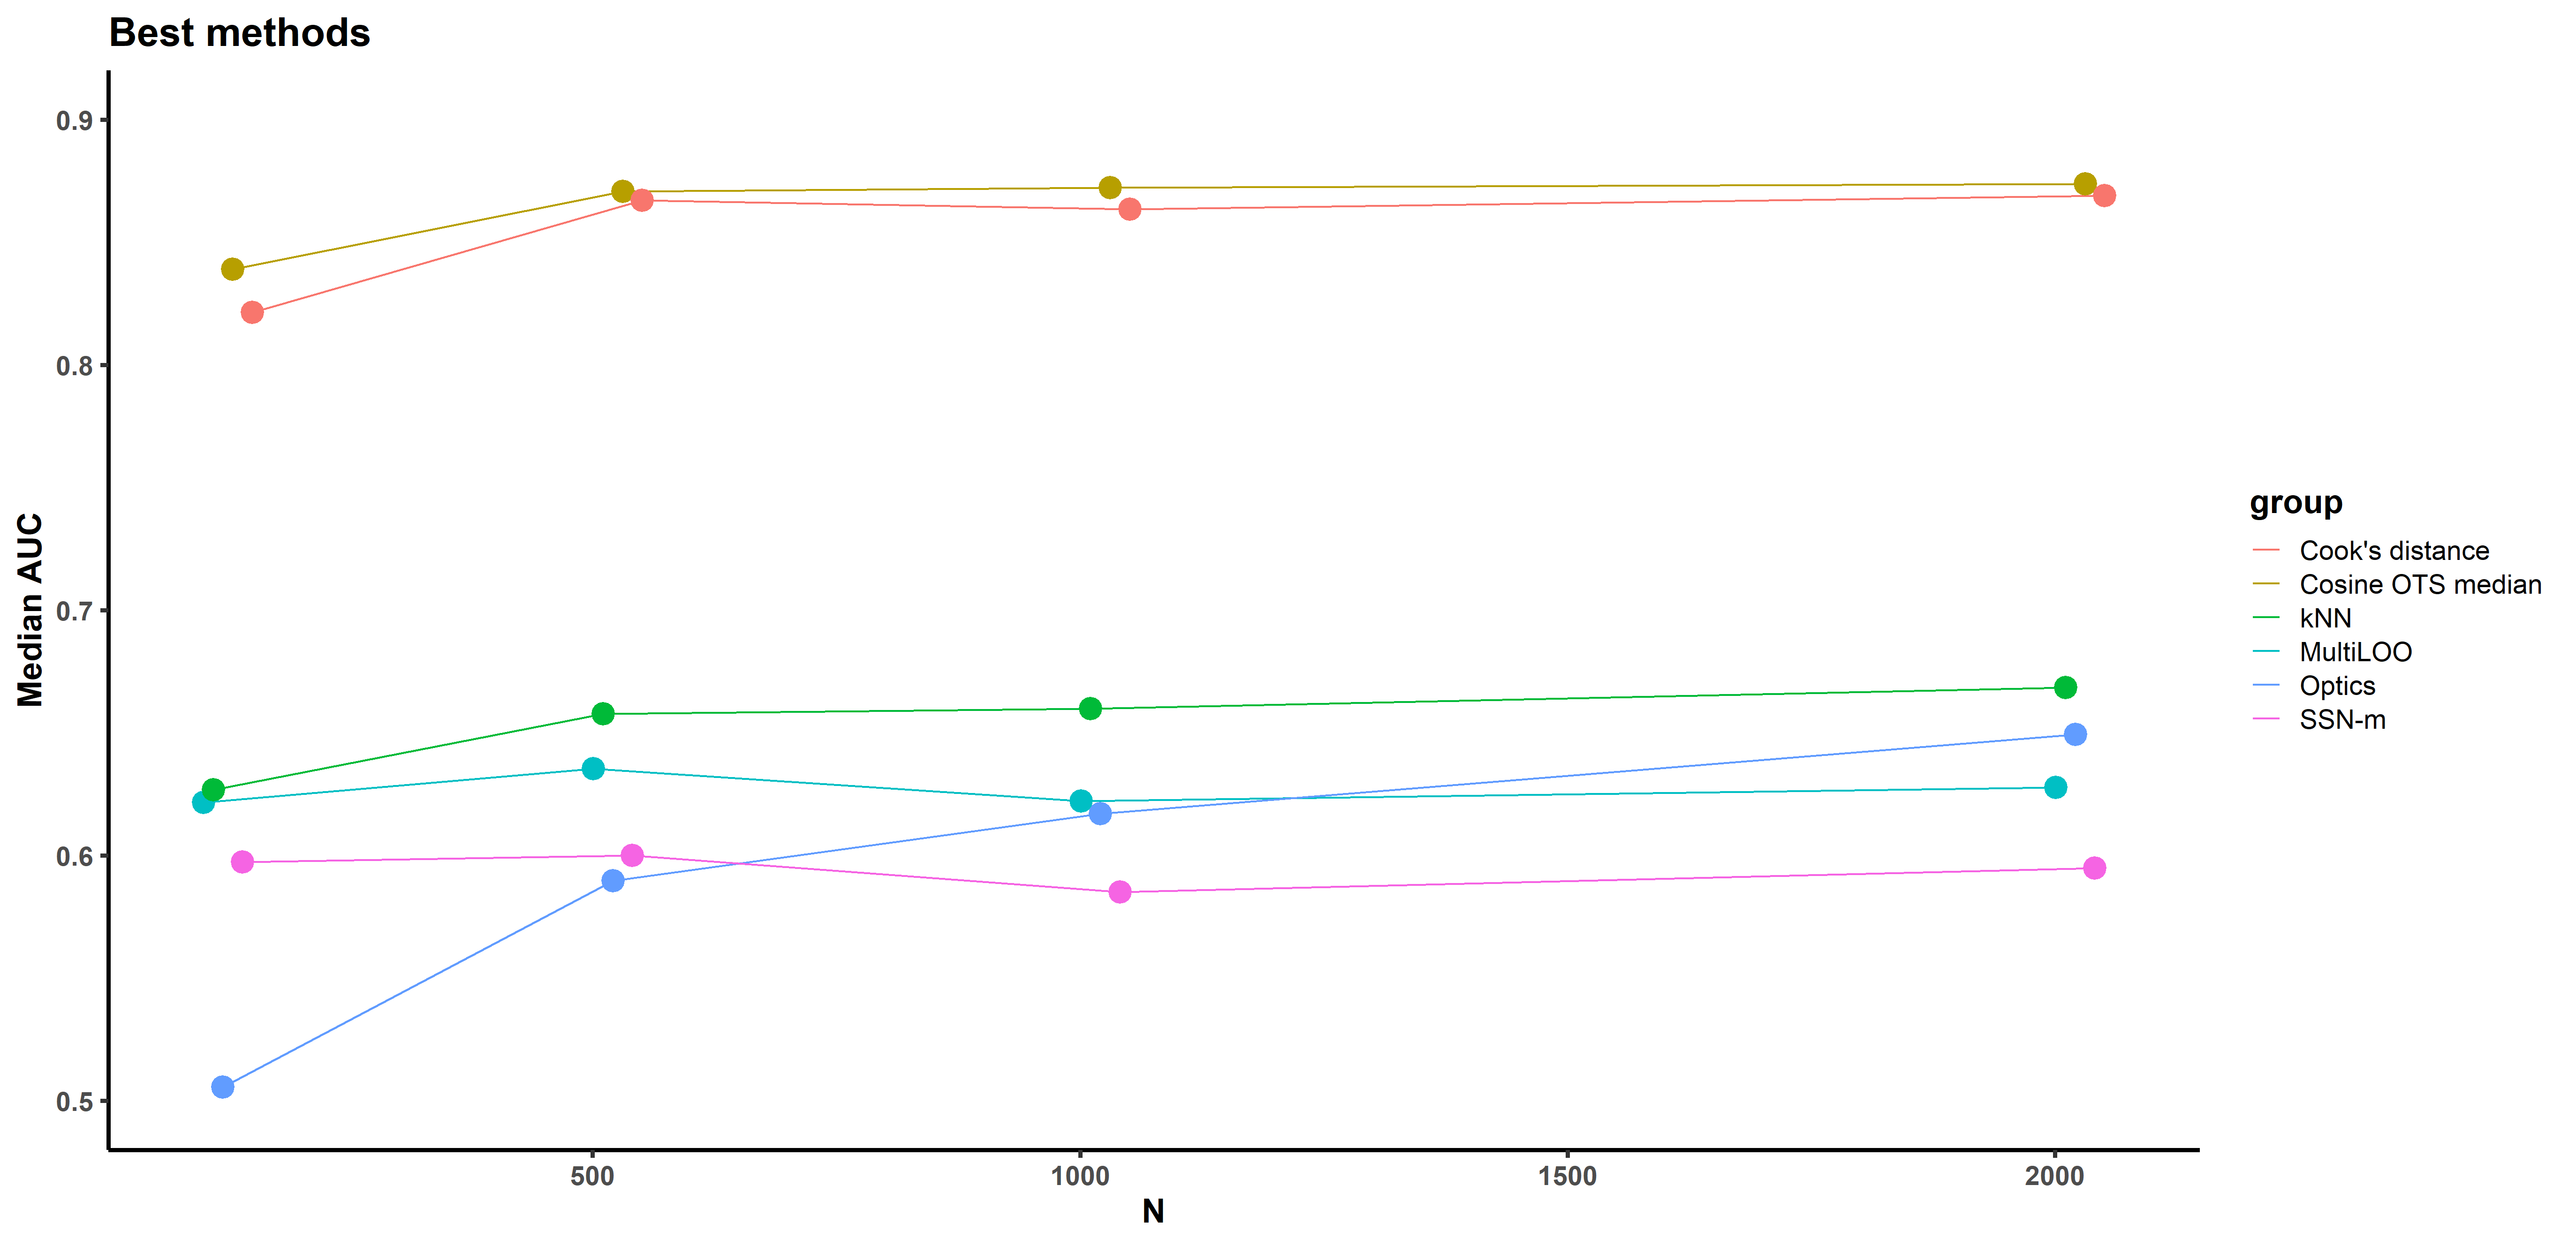 Best methods
Median AUC
0.9
0.8
0.7
0.6
0.5
500 1000 1500 2000
N
group
Cook's distance
Cosine OTS median
kNN
MultiLOO
Optics
SSN-m